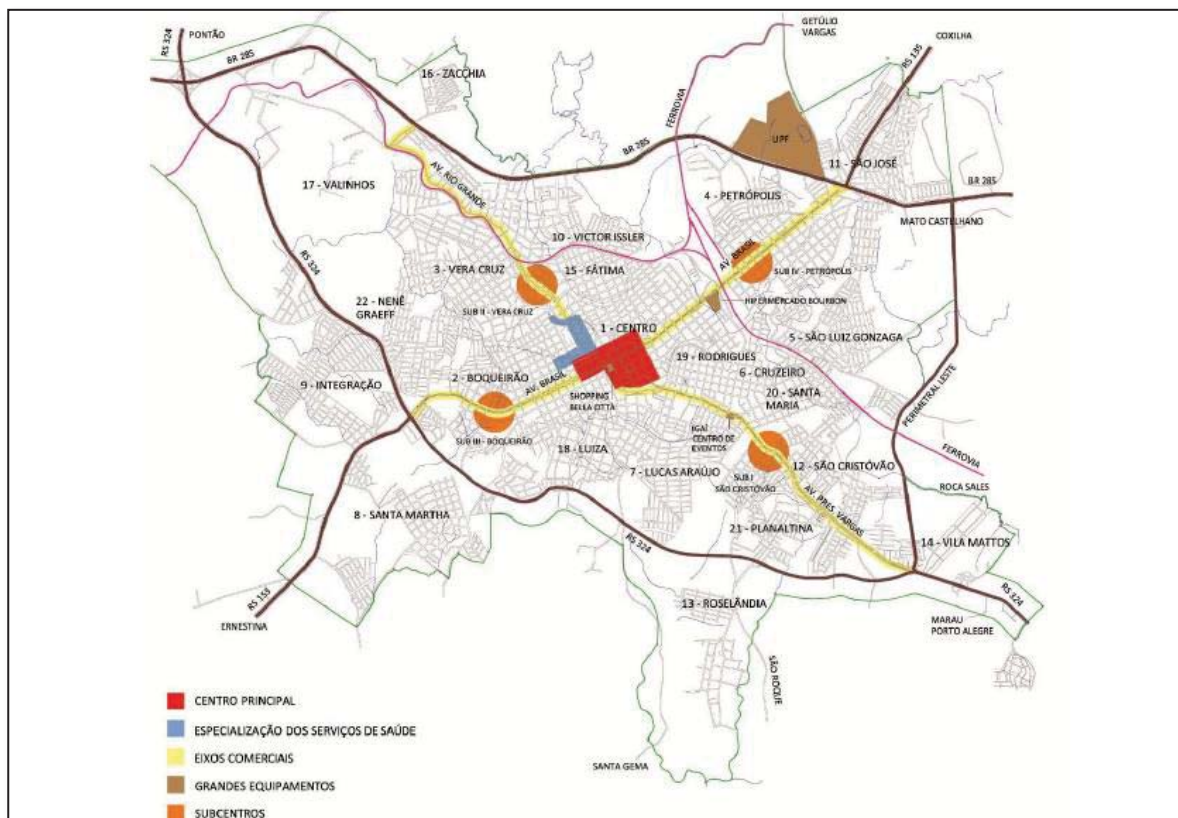 GETÚLIO
VARGAS
COXILHA
RS 324
PONTÃO
BR 285
RS 135
16 - ZACCHIA
FERROVIA
BR 285
UPF
11 - SÃO JOSÉ
17 - VALINHOS
AV. RIO GRANDE
4 - PETRÓPOLIS
BR 285
MATO CASTELHANO
10 - VICTOR ISSLER
RS 324
AV. BRASIL
3 - VERA CRUZ
15 - FÁTIMA
SUB IV - PETRÓPOLIS
22 - NENÊ
GRAEFF
SUB II - VERA CRUZ
HIPERMERCADO BOURBON
1 - CENTRO
5 - SÃO LUIZ GONZAGA
19 - RODRIGUES
6 - CRUZEIRO
9 - INTEGRAÇÃO
2 - BOQUEIRÃO
AV. BRASIL
20 - SANTA
MARIA
PERIMETRAL LESTE
SHOPPING
BELLA CITTÀ
SUB III - BOQUEIRÃO
IGAÍ
CENTRO DE
EVENTOS
18 - LUIZA
FERROVIA
7 - LUCAS ARAÚJO
12 - SÃO CRISTÓVÃO
SUB I
SÃO CRISTÓVÃO
ROCA SALES
AV. PRES. VARGAS
8 - SANTA MARTHA
21 - PLANALTINA
14 - VILA MATTOS
RS 324
RS 153
RS 324
13 - ROSELÂNDIA
ERNESTINA
MARAU
PORTO ALEGRE
SÃO ROQUE
CENTRO PRINCIPAL
ESPECIALIZAÇÃO DOS SERVIÇOS DE SAÚDE
EIXOS COMERCIAIS
SANTA GEMA
GRANDES EQUIPAMENTOS
SUBCENTROS